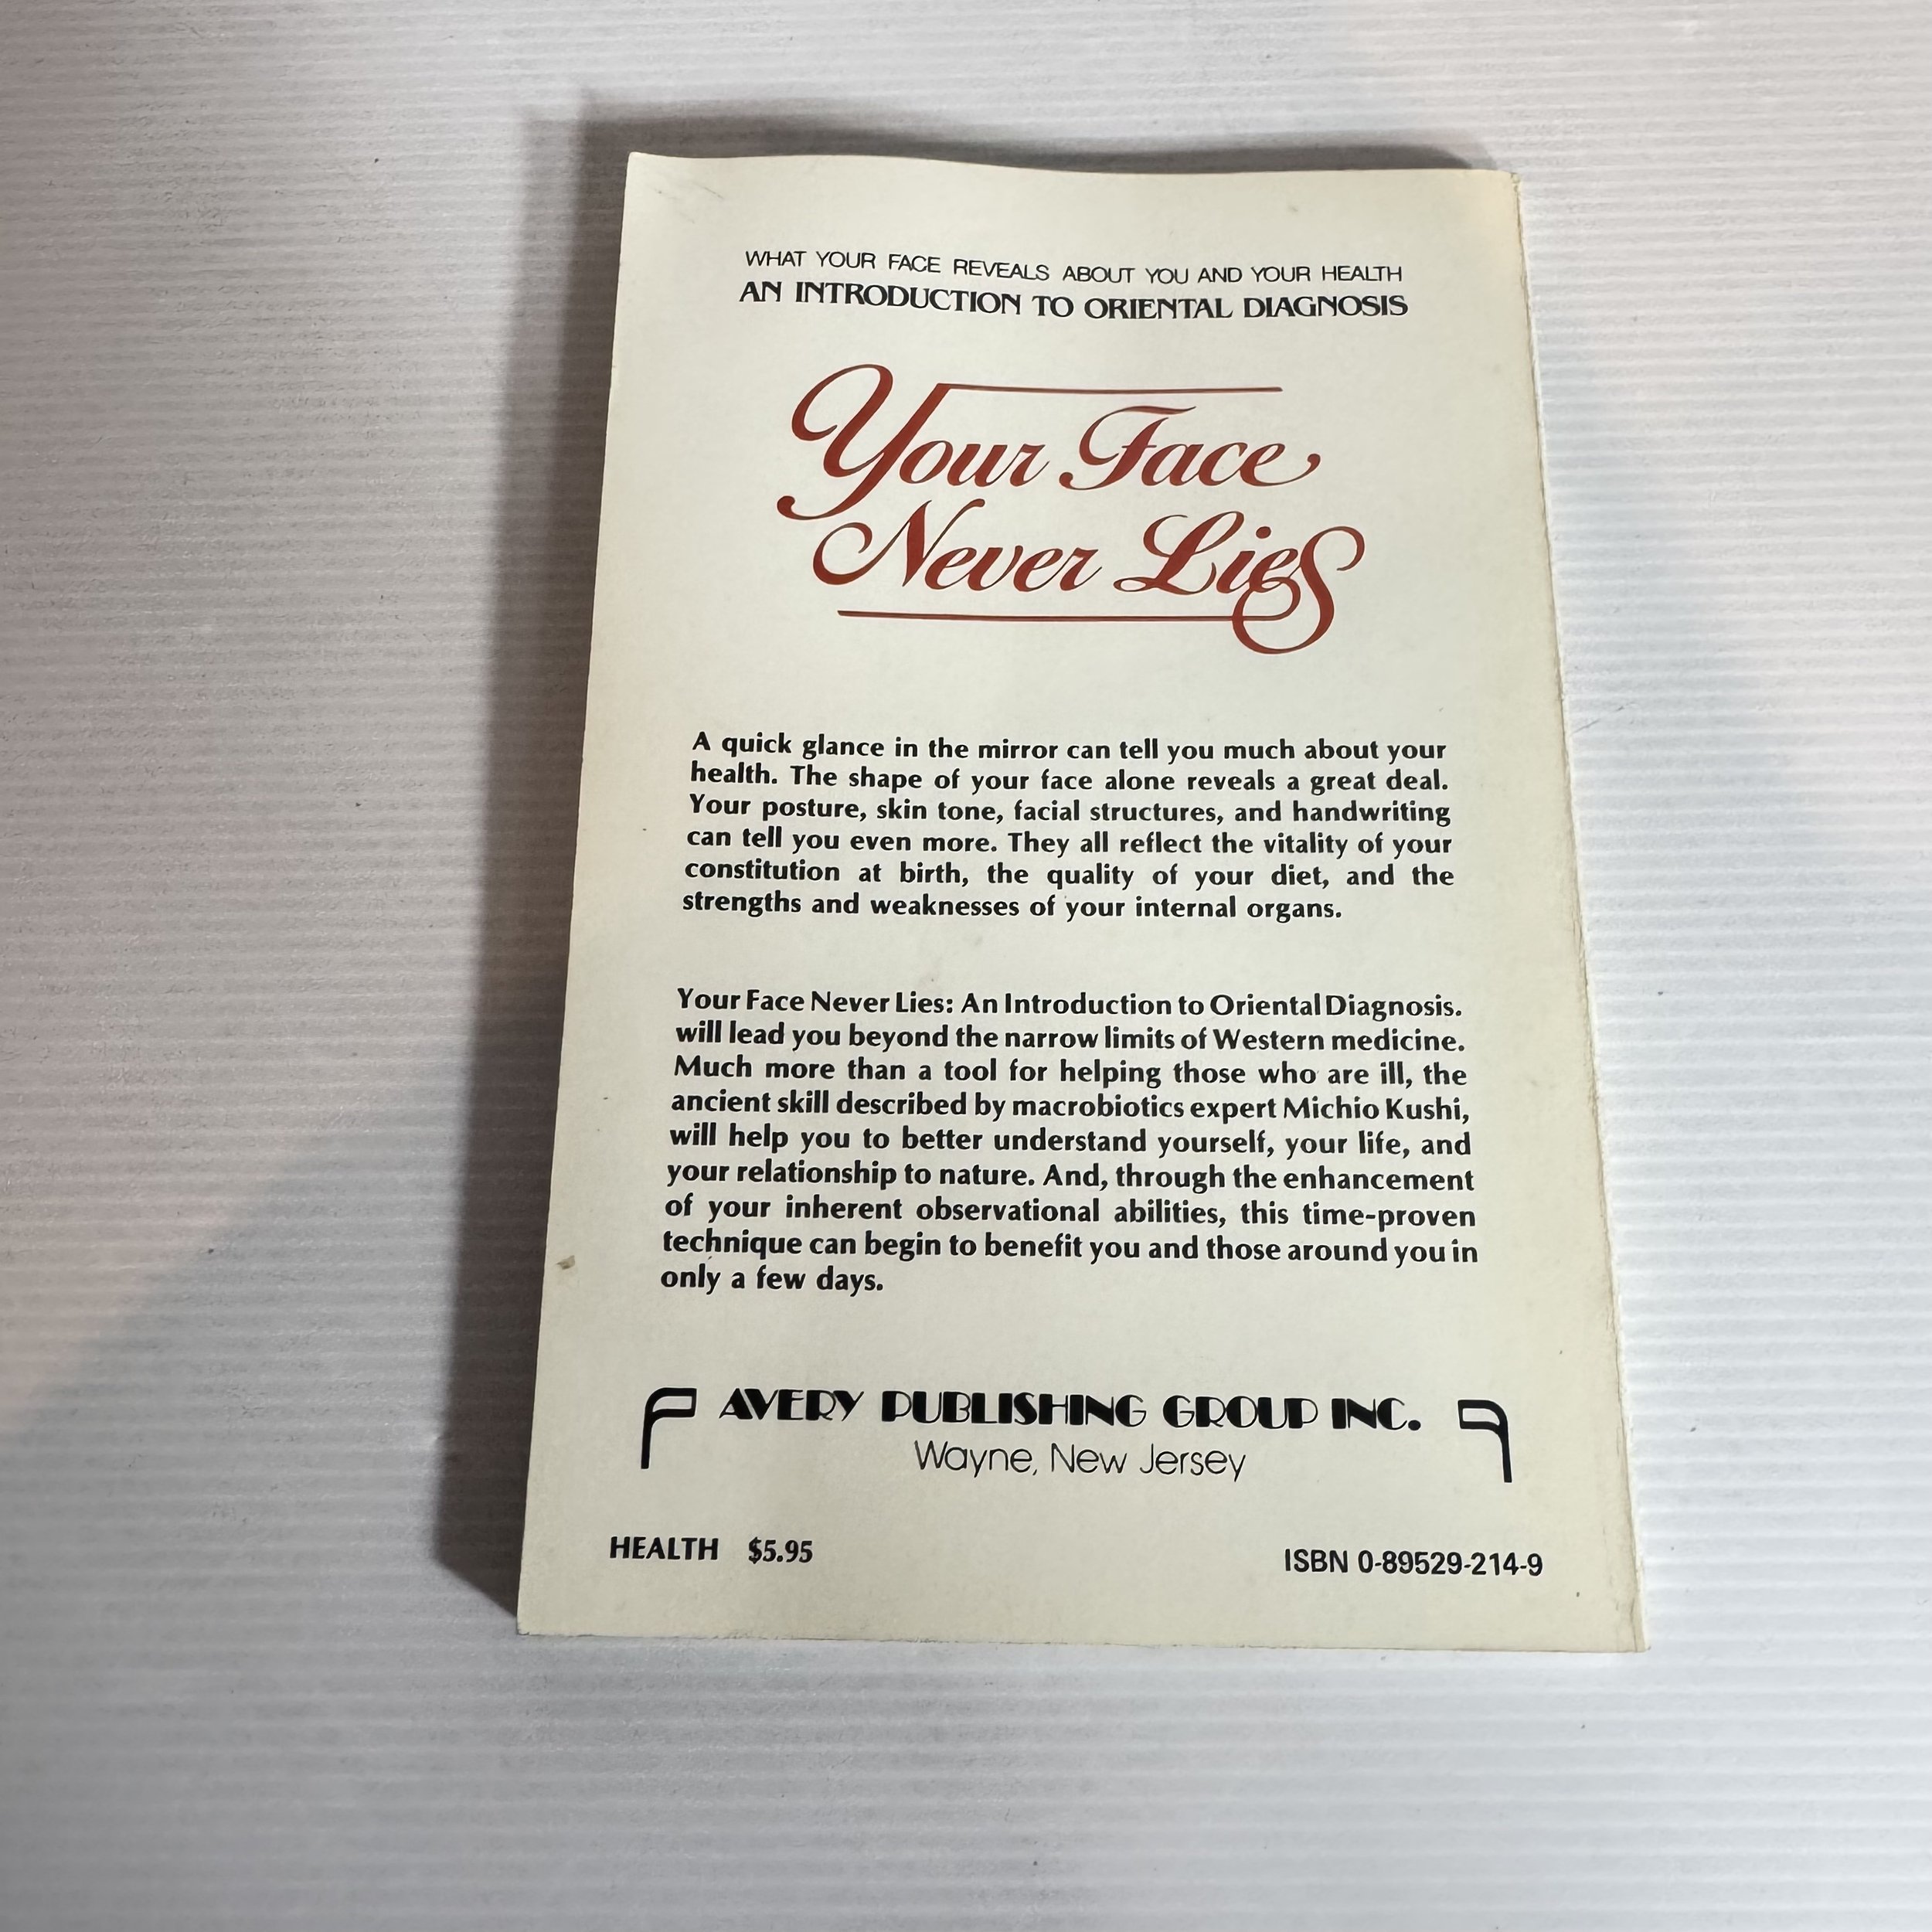 WHAT YOUR FACE REVEALS ABOUT YOU AND YOUR HEALTH
AN INTRODUCTION TO ORIENTAL DIAGNOSIS
Your Face
Never Lies
A quick glance in the mirror can tell you much about your
health. The shape of your face alone reveals a great deal.
Your posture, skin tone, facial structures, and handwriting
can tell you even more. They all reflect the vitality of your
constitution at birth, the quality of your diet, and the
strengths and weaknesses of your internal organs.
Your Face Never Lies: An Introduction to Oriental Diagnosis.
will lead you beyond the narrow limits of Western medicine.
Much more than a tool for helping those who are ill, the
ancient skill described by macrobiotics expert Michio Kushi,
will help you to better understand yourself, your life, and
your relationship to nature. And, through the enhancement
of your inherent observational abilities, this time-proven
technique can begin to benefit you and those around you in
only a few days.
AVERY PUBLISHING GROUP INC.
Wayne, New Jersey
HEALTH $5.95
ISBN 0-89529-214-9